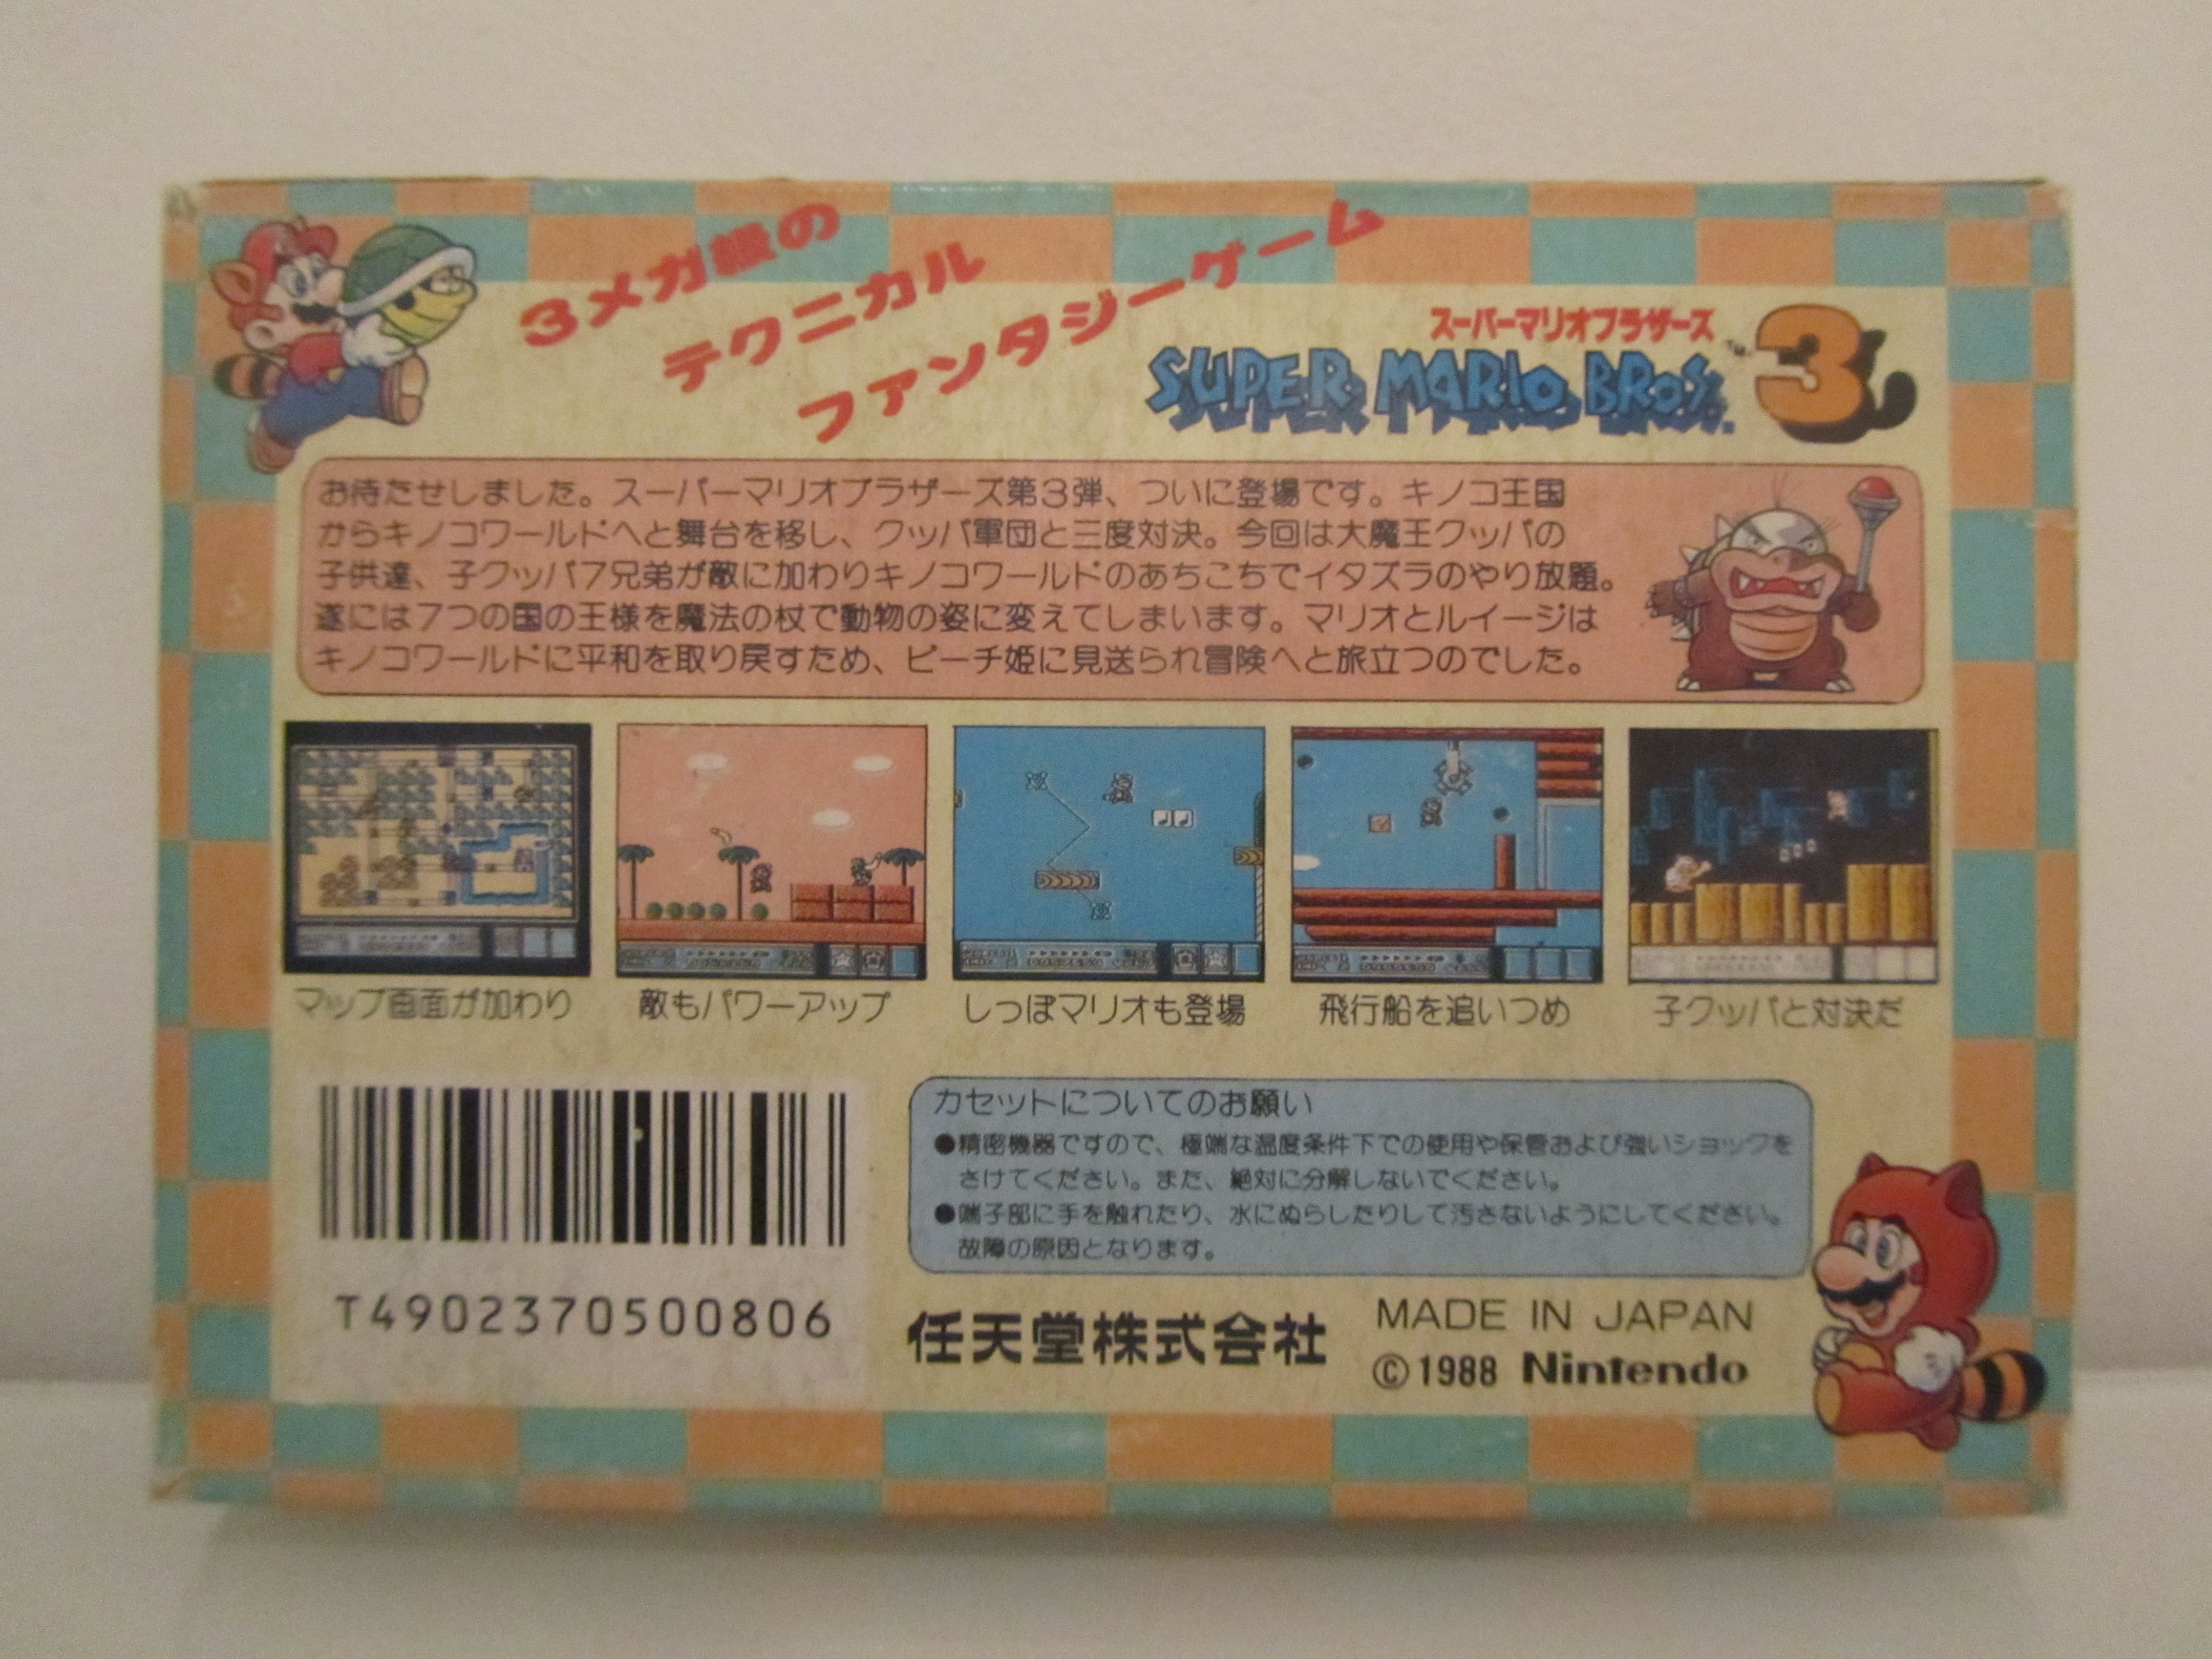 3メガ級の
テクニカル
ファンタジーゲーム
スーパーマリオブラザーズ
SUPER MARIO BROS.™ 3
お待たせしました。スーパーマリオブラザーズ第3弾、ついに登場です。キノコ王国
からキノコワールドへと舞台を移し、クッパ軍団と三度対決。今回は大魔王クッパの
子供達、子クッパ7兄弟が敵に加わりキノコワールドのあちこちでイタズラのやり放題。
遂には7つの国の王様を魔法の杖で動物の姿に変えてしまいます。マリオとルイージは
キノコワールドに平和を取り戻すため、ピーチ姫に見送られ冒険へと旅立つのでした。
マップ画面が加わり
敵もパワーアップ
しっぽマリオも登場
飛行船を追いつめ
子クッパと対決だ
T4902370500806
カセットについてのお願い
●精密機器ですので、極端な温度条件下での使用や保管および強いショックを
さけてください。また、絶対に分解しないでください。
●端子部に手を触れたり、水にぬらしたりして汚さないようにしてください。
故障の原因となります。
任天堂株式会社
MADE IN JAPAN
©1988 Nintendo